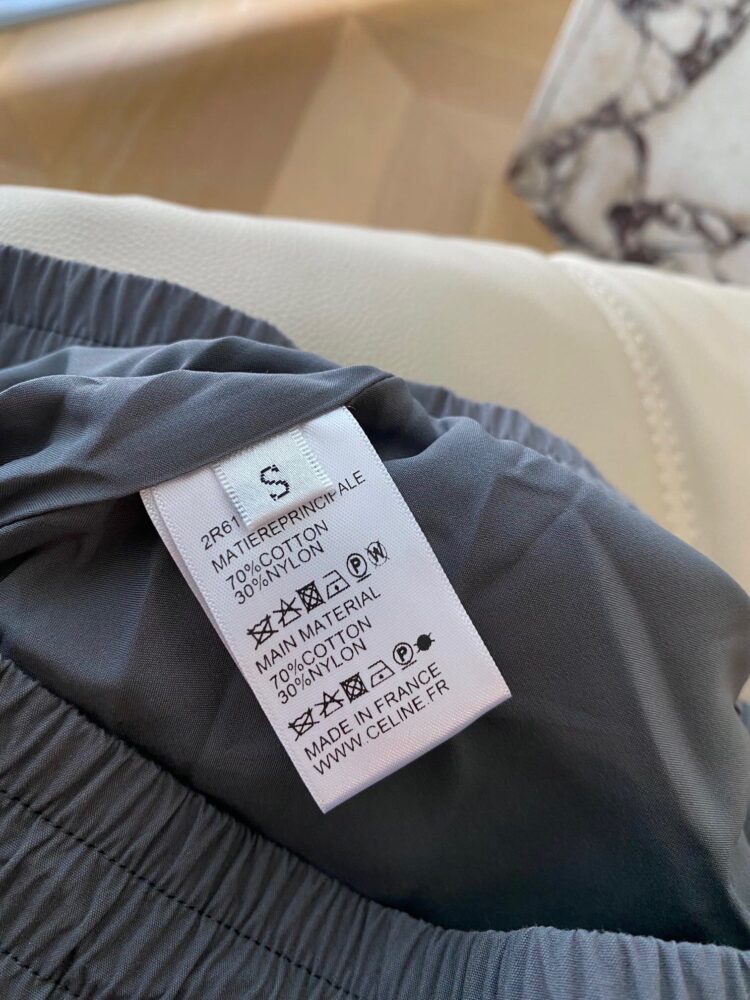 S
2R61
MATIEREPRINCIPALE
70%COTTON
30%NYLON
P W
MAIN MATERIAL
70%COTTON
30%NYLON
P
MADE IN FRANCE
WWW.CELINE.FR